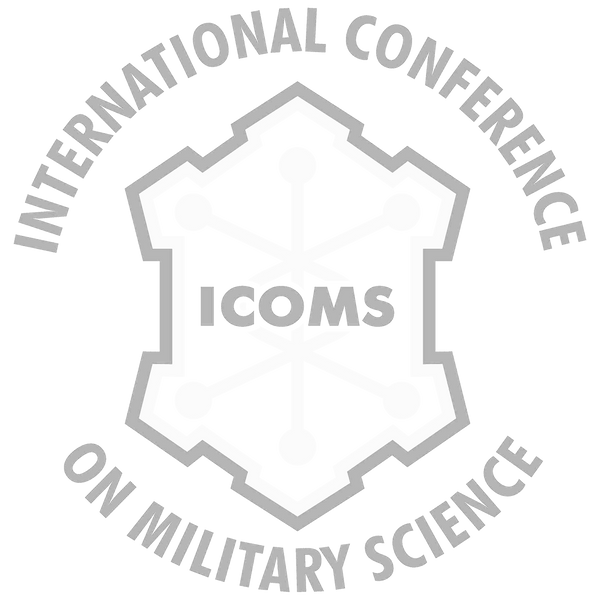 INTERNATIONAL CONFERENCE
ICOMS
ON MILITARY SCIENCE